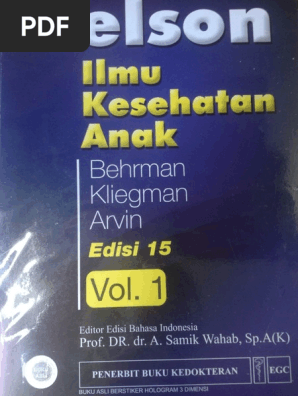 PDF
elson
Ilmu
Kesehatan
Anak
Behrman
Kliegman
Arvin
Edisi 15
Vol. 1
Editor Edisi Bahasa Indonesia
Prof. DR. dr. A. Samik Wahab, Sp.A(K)
PENERBIT BUKU KEDOKTERAN
EGC
BUKU ASLI BERSTIKER HOLOGRAM 3 DIMENSI